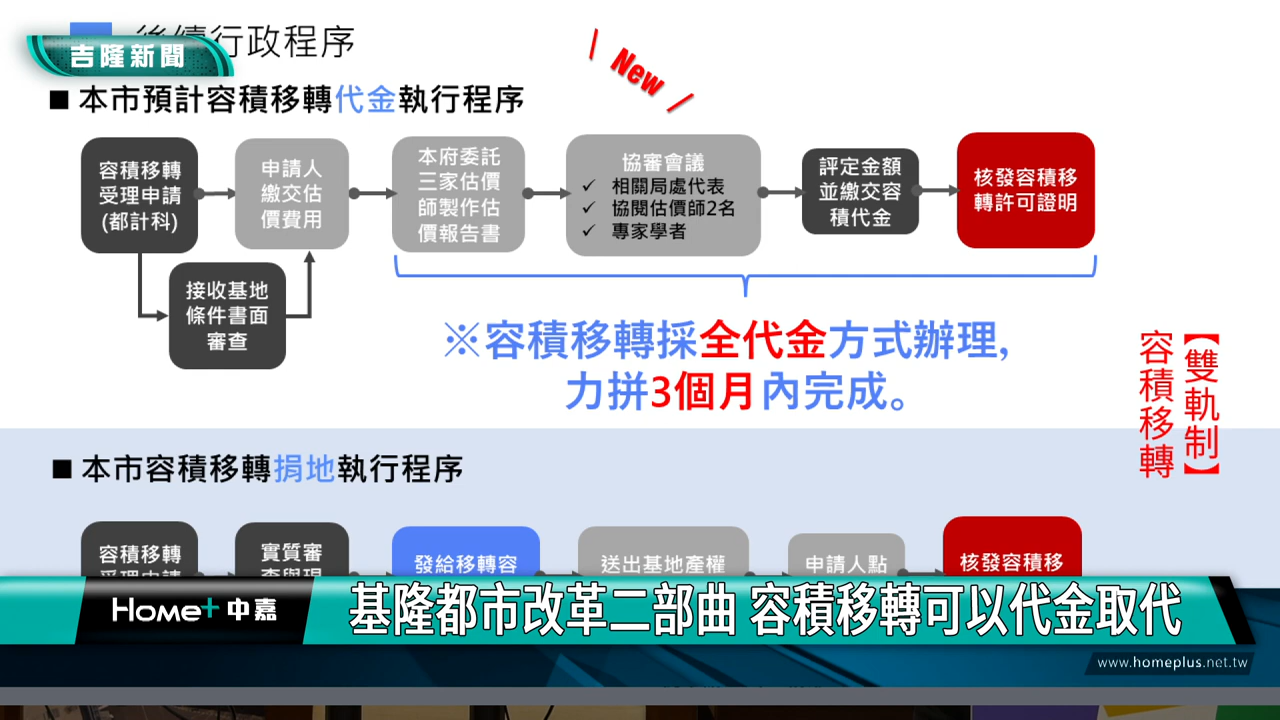 後續行政程序
吉隆新聞
New
■ 本市預計容積移轉代金執行程序
容積移轉
受理申請
(都計科)
申請人
繳交估
價費用
本府委託
三家估價
師製作估
價報告書
協審會議
✓ 相關局處代表
✓ 協閱估價師2名
✓ 專家學者
評定金額
並繳交容
積代金
核發容積移
轉許可證明
接收基地
條件書面
審查
※容積移轉採全代金方式辦理,
力拼3個月內完成。
【雙軌制】
容積移轉
■ 本市容積移轉捐地執行程序
容積移轉
受理申請
實質審
發給移轉容
送出基地產權
申請人點
核發容積移
Home+ 中嘉
基隆都市改革二部曲 容積移轉可以代金取代
www.homeplus.net.tw